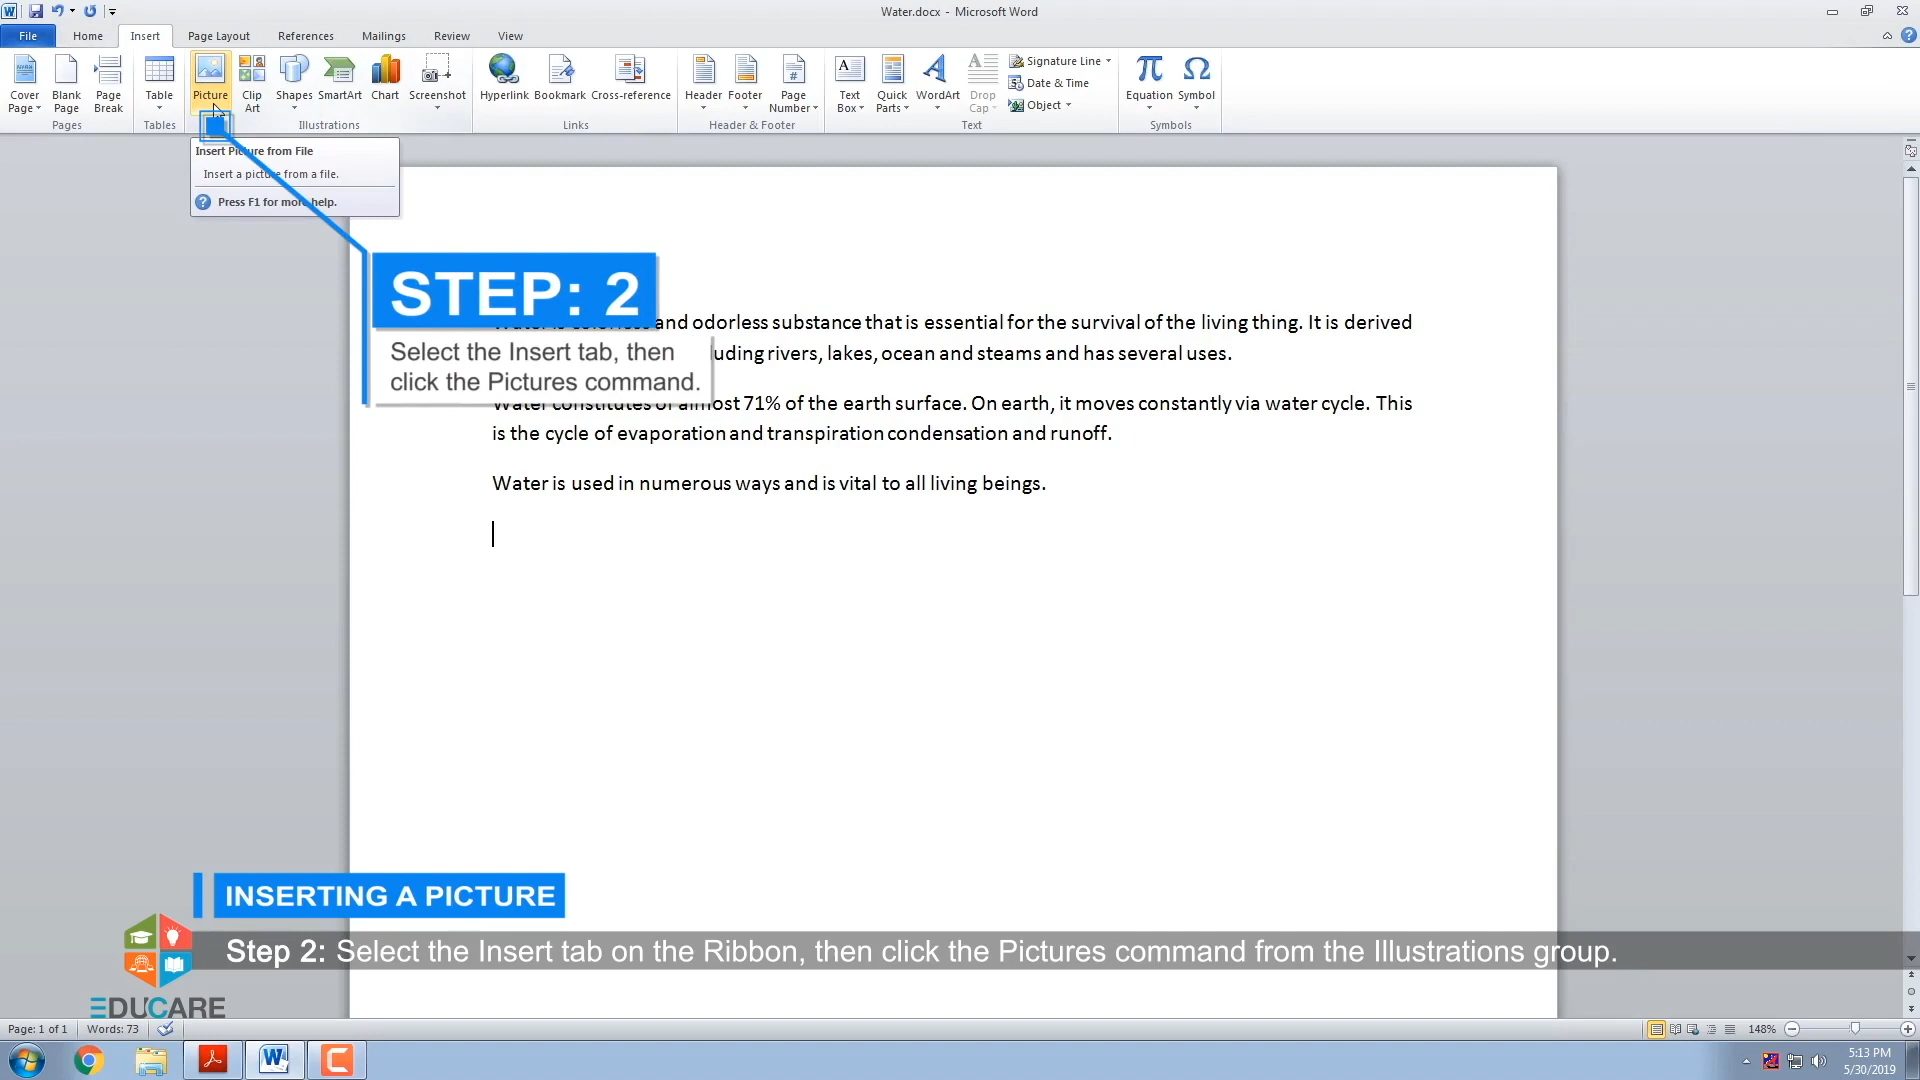 Water.docx - Microsoft Word
File Home Insert Page Layout References Mailings Review View
Cover Page
Blank Page
Page Break
Table
Picture
Clip Art
Shapes
SmartArt
Chart
Screenshot
Hyperlink
Bookmark
Cross-reference
Header
Footer
Page Number
Text Box
Quick Parts
WordArt
Drop Cap
Signature Line
Date & Time
Object
Equation
Symbol
Pages Tables Illustrations Links Header & Footer Text Symbols
Insert Picture from File
Insert a picture from a file.
Press F1 for more help.
STEP: 2
Select the Insert tab, then
click the Pictures command.
and odorless substance that is essential for the survival of the living thing. It is derived
rivers, lakes, ocean and steams and has several uses.
Water constitutes of almost 71% of the earth surface. On earth, it moves constantly via water cycle. This
is the cycle of evaporation and transpiration condensation and runoff.
Water is used in numerous ways and is vital to all living beings.
INSERTING A PICTURE
Step 2: Select the Insert tab on the Ribbon, then click the Pictures command from the Illustrations group.
EDUCARE
Page: 1 of 1 Words: 73 148%
5:13 PM
5/30/2019